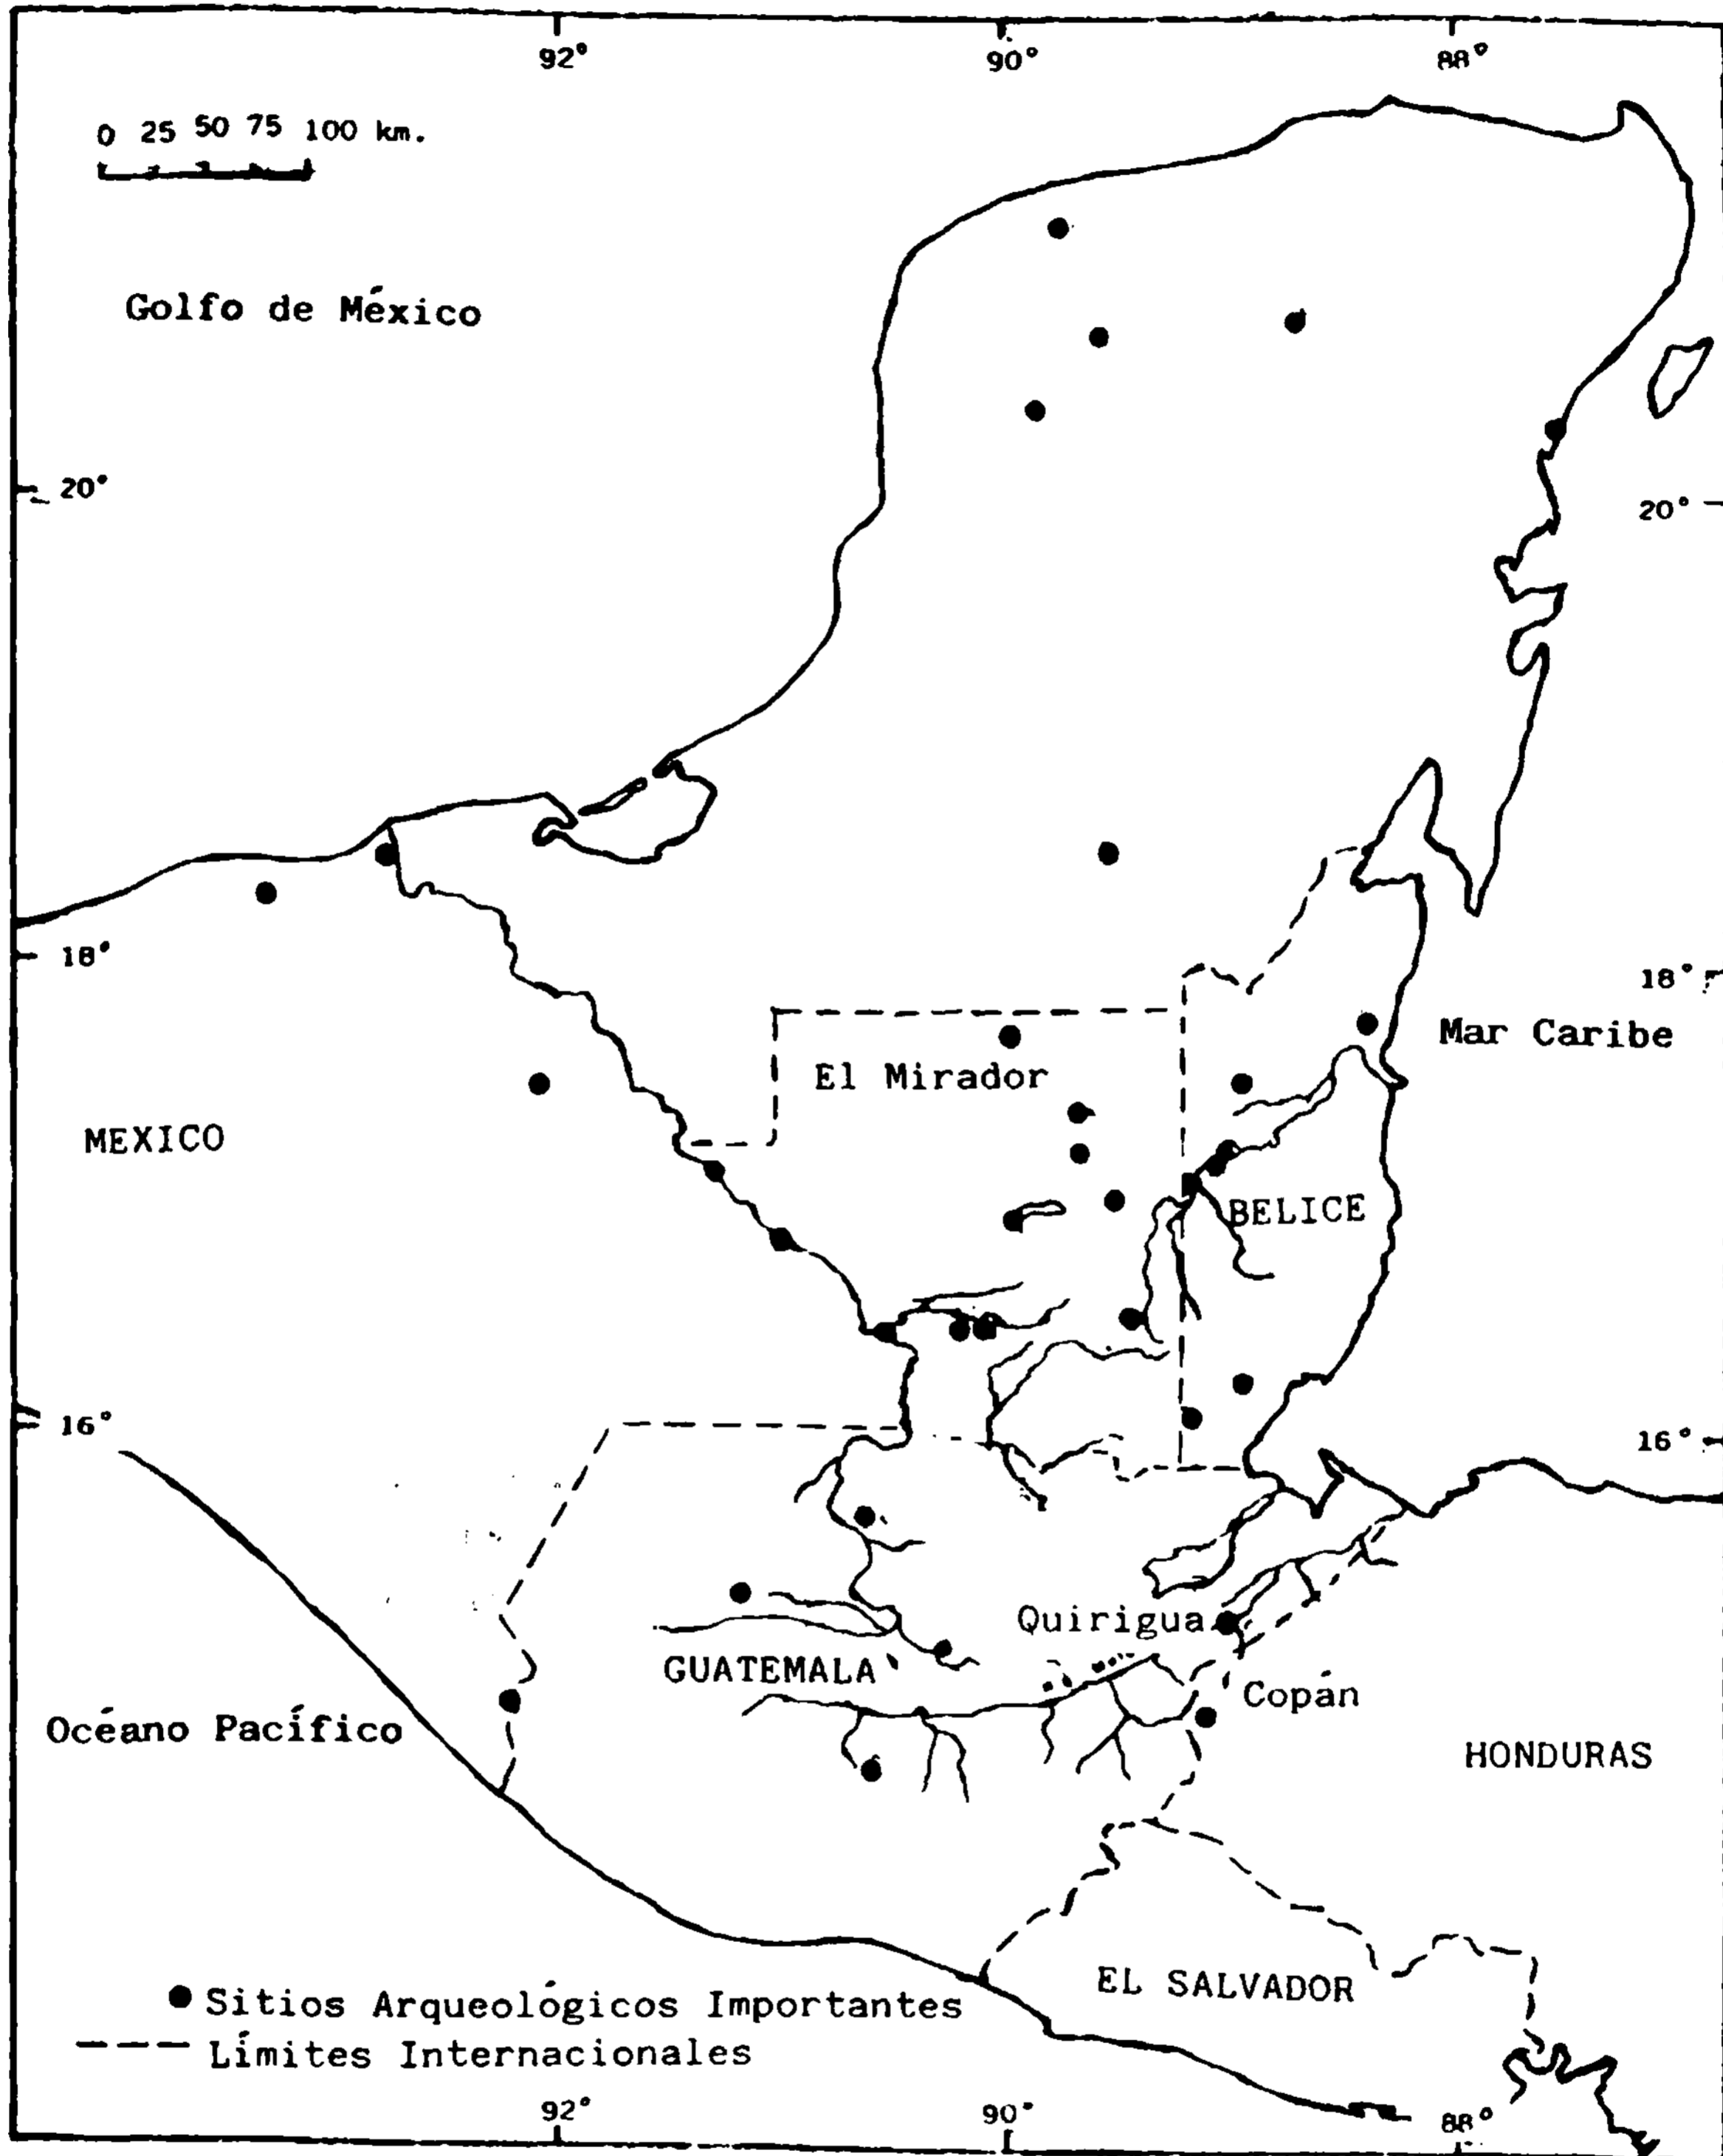 92° 90° 88°
0 25 50 75 100 km.
Golfo de México
20° 20°
18° 18°
Mar Caribe
El Mirador
MEXICO
BELICE
16° 16°
Quirigua
GUATEMALA
Copán
Océano Pacífico
HONDURAS
EL SALVADOR
Sitios Arqueológicos Importantes
Límites Internacionales
92° 90° 88°